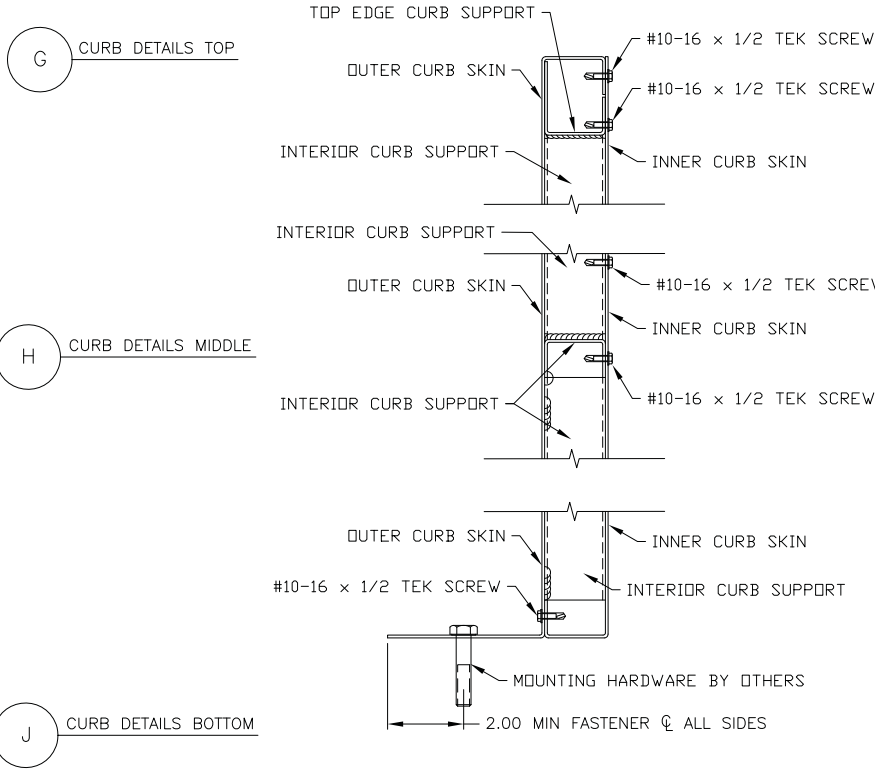 TOP EDGE CURB SUPPORT
#10-16 x 1/2 TEK SCREW
G
CURB DETAILS TOP
OUTER CURB SKIN
#10-16 x 1/2 TEK SCREW
INTERIOR CURB SUPPORT
INNER CURB SKIN
INTERIOR CURB SUPPORT
OUTER CURB SKIN
#10-16 x 1/2 TEK SCREW
INNER CURB SKIN
H
CURB DETAILS MIDDLE
#10-16 x 1/2 TEK SCREW
INTERIOR CURB SUPPORT
OUTER CURB SKIN
INNER CURB SKIN
#10-16 x 1/2 TEK SCREW
INTERIOR CURB SUPPORT
MOUNTING HARDWARE BY OTHERS
J
CURB DETAILS BOTTOM
2.00 MIN FASTENER ℄ ALL SIDES